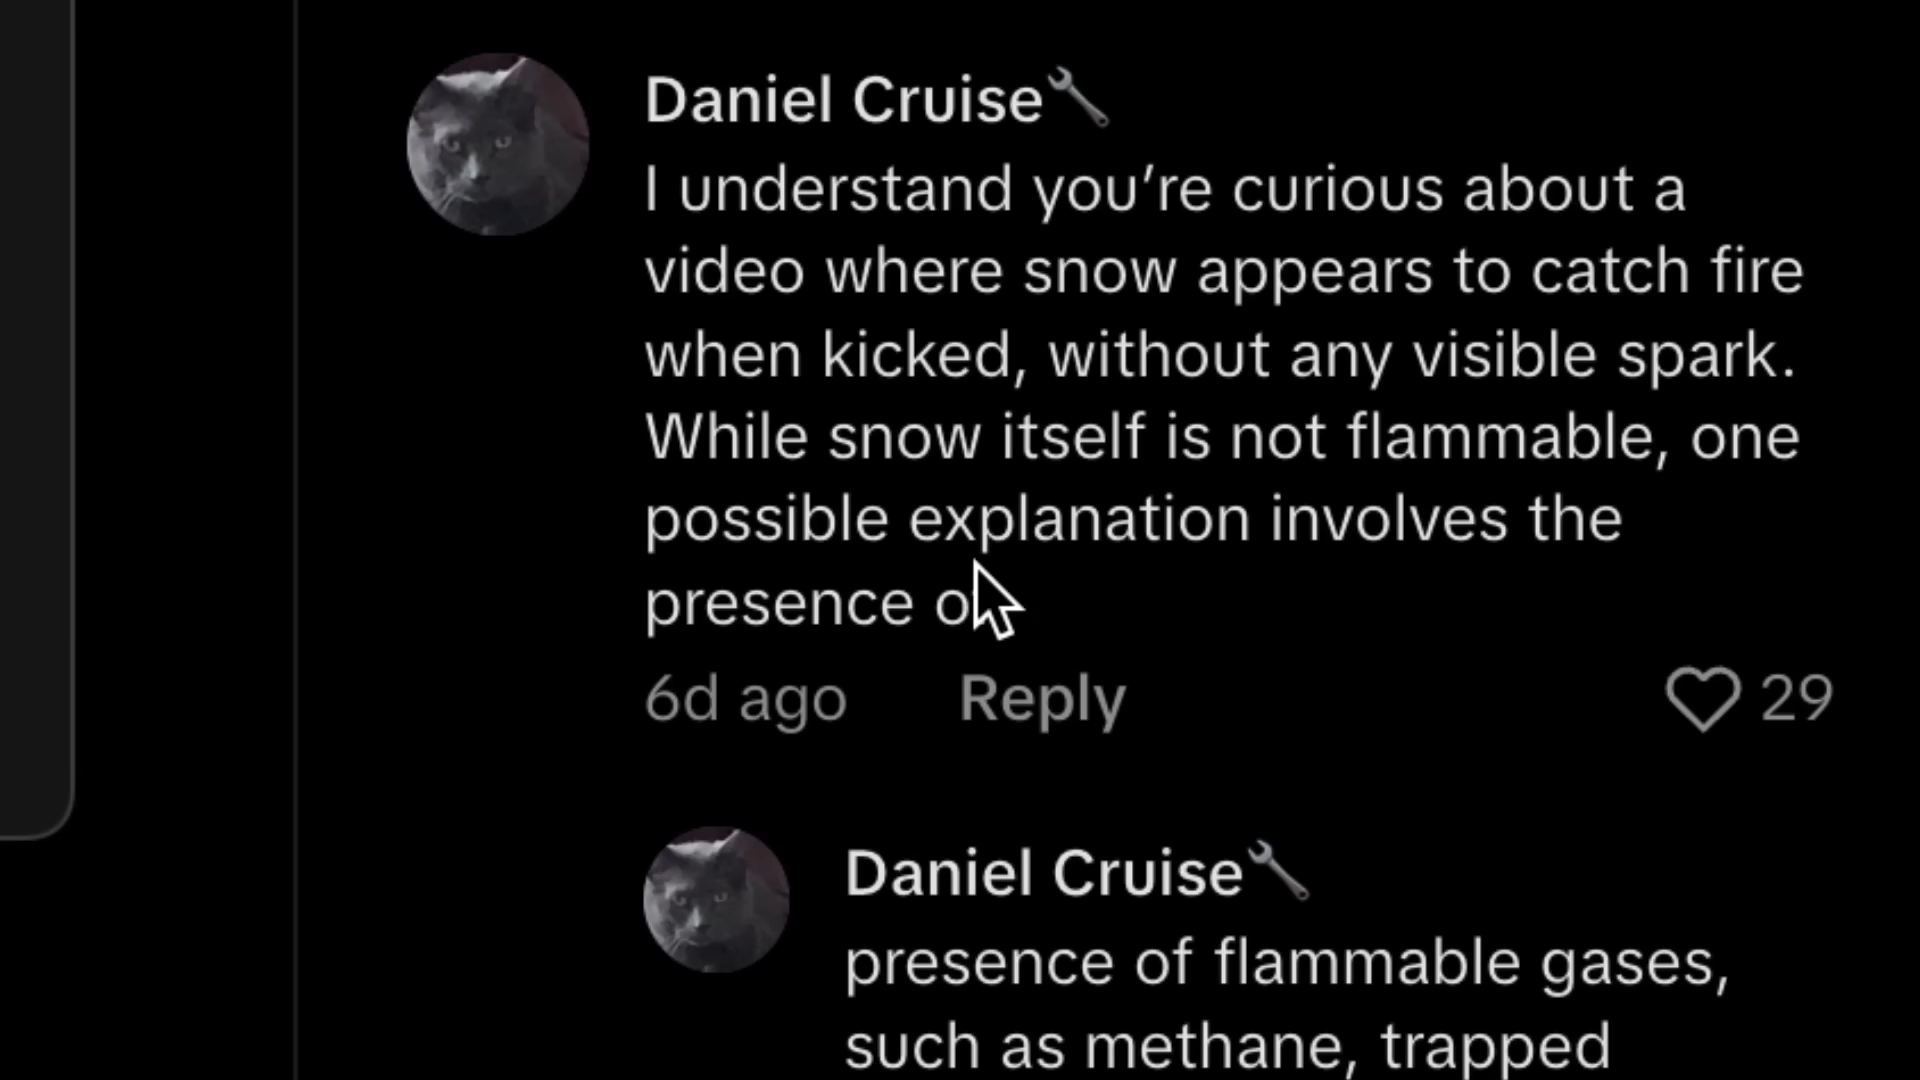 Daniel Cruise🔧
I understand you’re curious about a
video where snow appears to catch fire
when kicked, without any visible spark.
While snow itself is not flammable, one
possible explanation involves the
presence o
6d ago Reply 29
Daniel Cruise🔧
presence of flammable gases,
such as methane, trapped